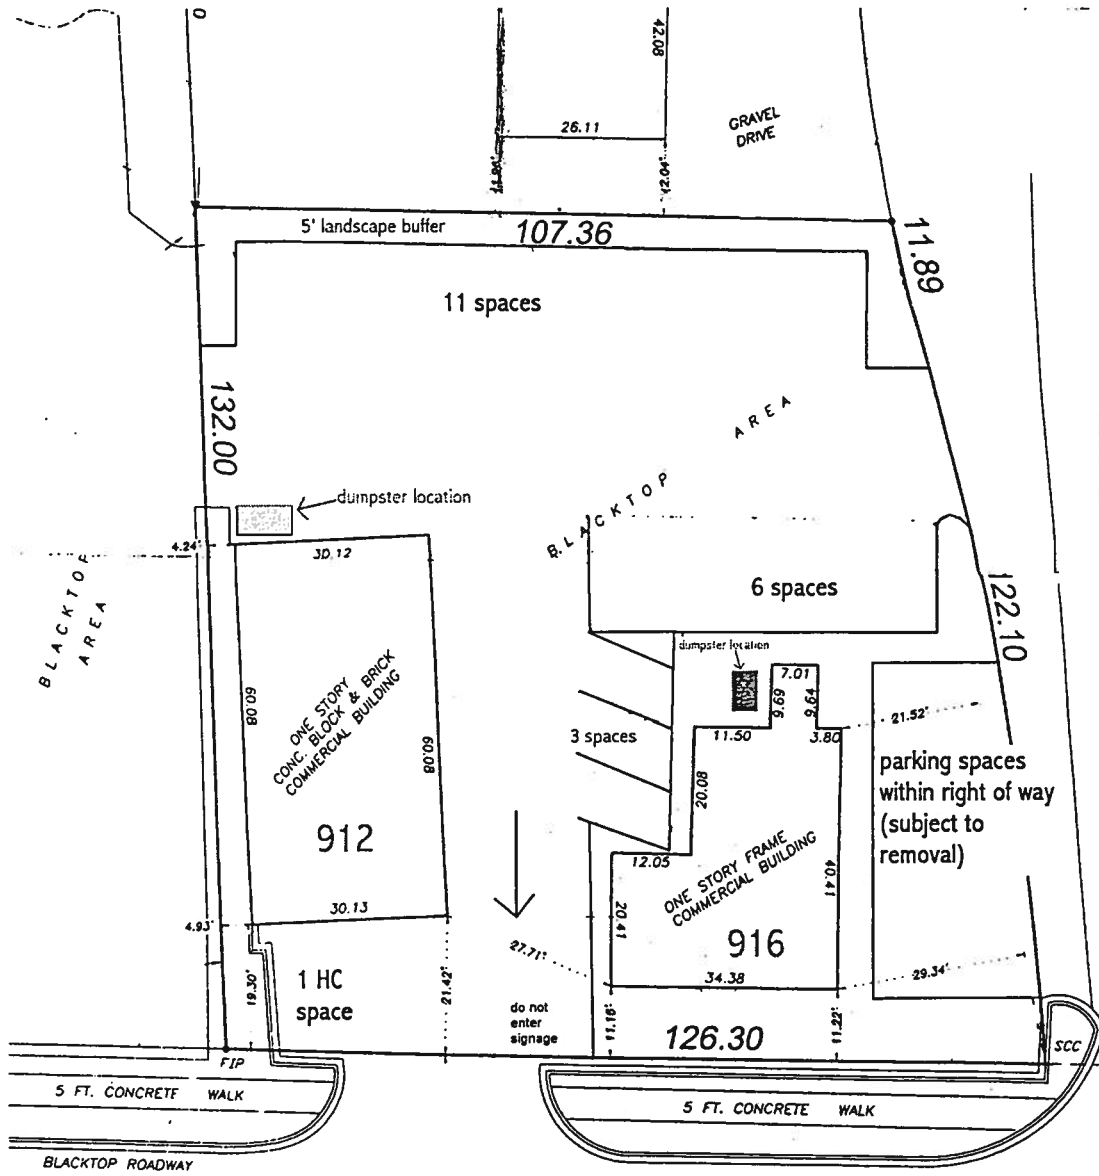 42.08
26.11
GRAVEL
DRIVE
12.04'
5' landscape buffer
107.36
11.89
11 spaces
132.00
BLACKTOP AREA
dumpster location
4.24'
30.12
BLACKTOP
AREA
6 spaces
122.10
dumpster location
7.01
9.69
9.64
21.52'
11.50
3.80
60.08
ONE STORY
CONC. BLOCK & BRICK
COMMERCIAL BUILDING
60.08
3 spaces
20.08
parking spaces
within right of way
(subject to
removal)
912
12.05
ONE STORY FRAME
COMMERCIAL BUILDING
40.41
30.13
4.93'
20.41
916
27.71'
34.38
29.34'
1 HC
space
19.30'
21.42'
do not
enter
signage
11.16'
126.30
11.22'
FIP
SCC
5 FT. CONCRETE WALK
5 FT. CONCRETE WALK
BLACKTOP ROADWAY